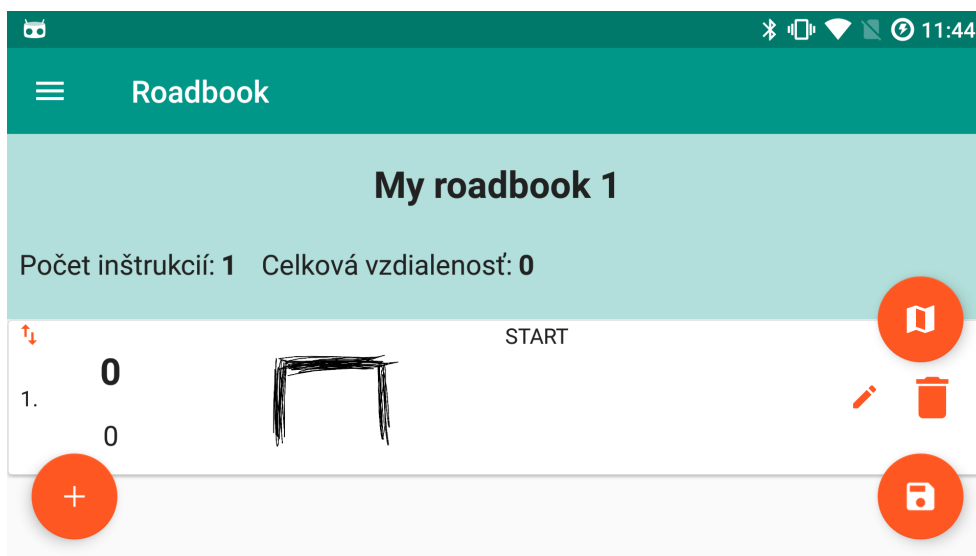 11:44
Roadbook
My roadbook 1
Počet inštrukcií: 1 Celková vzdialenosť: 0
START
0
1.
0